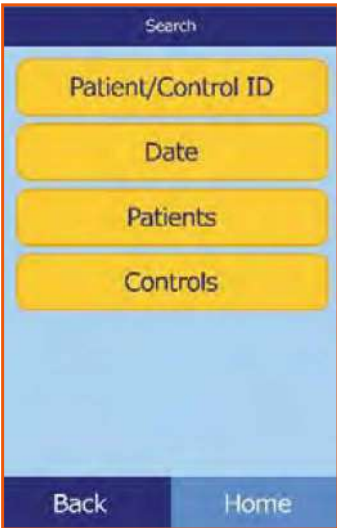 Search
Patient/Control ID
Date
Patients
Controls
Back Home